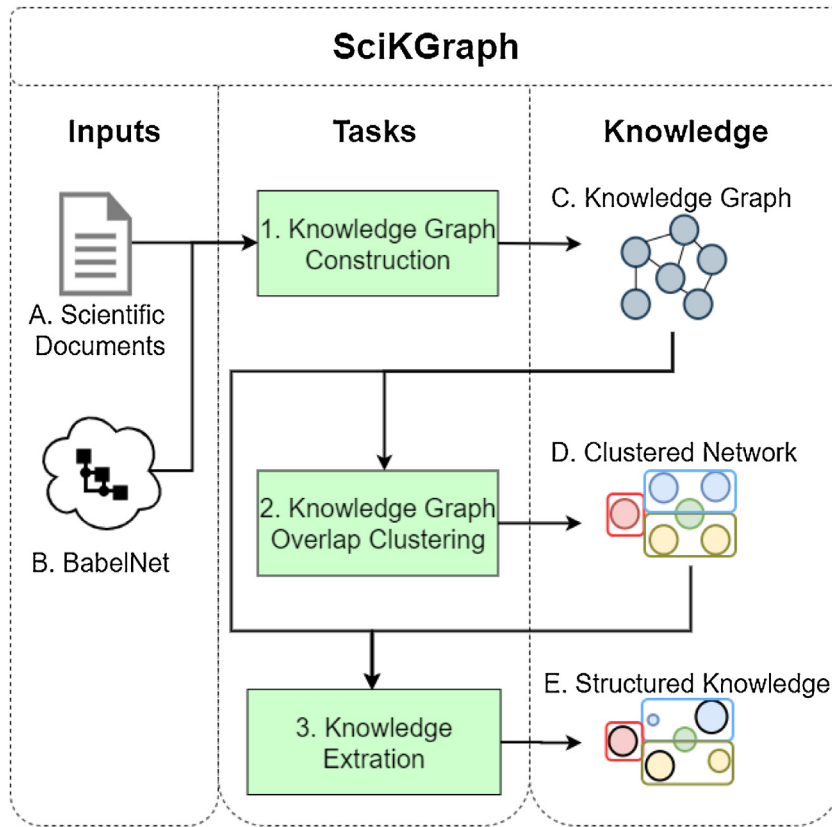 SciKGraph
Inputs
Tasks
Knowledge
A. Scientific
Documents
B. BabelNet
1. Knowledge Graph
Construction
C. Knowledge Graph
2. Knowledge Graph
Overlap Clustering
D. Clustered Network
3. Knowledge
Extration
E. Structured Knowledge